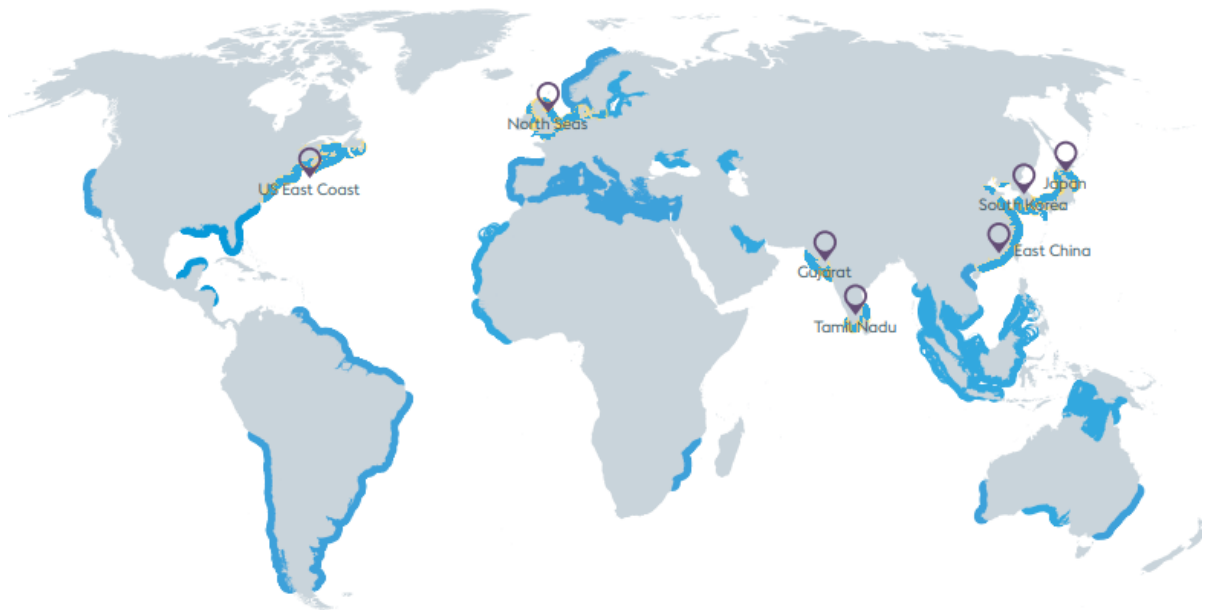 North Seas
US East Coast
Japan
South Korea
East China
Gujarat
Tamil Nadu